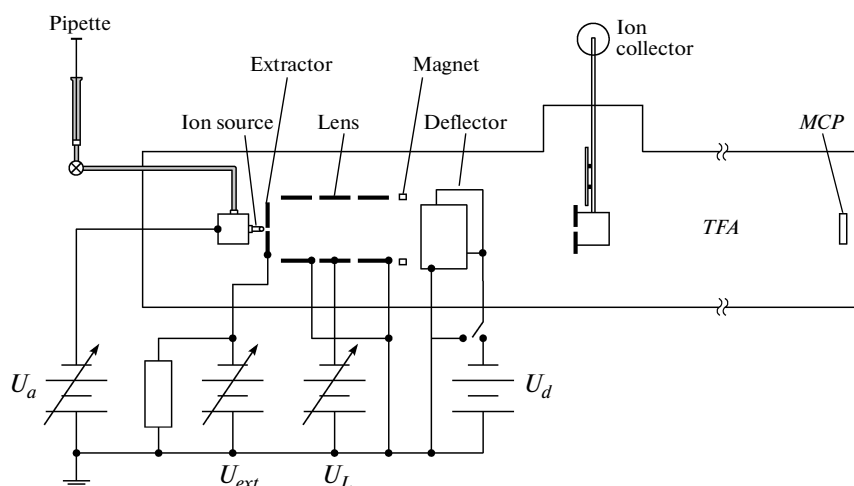 Pipette
Ion
collector
Extractor
Magnet
Ion source
Lens
Deflector
MCP
TFA
U_a
U_d
U_ext
U_L